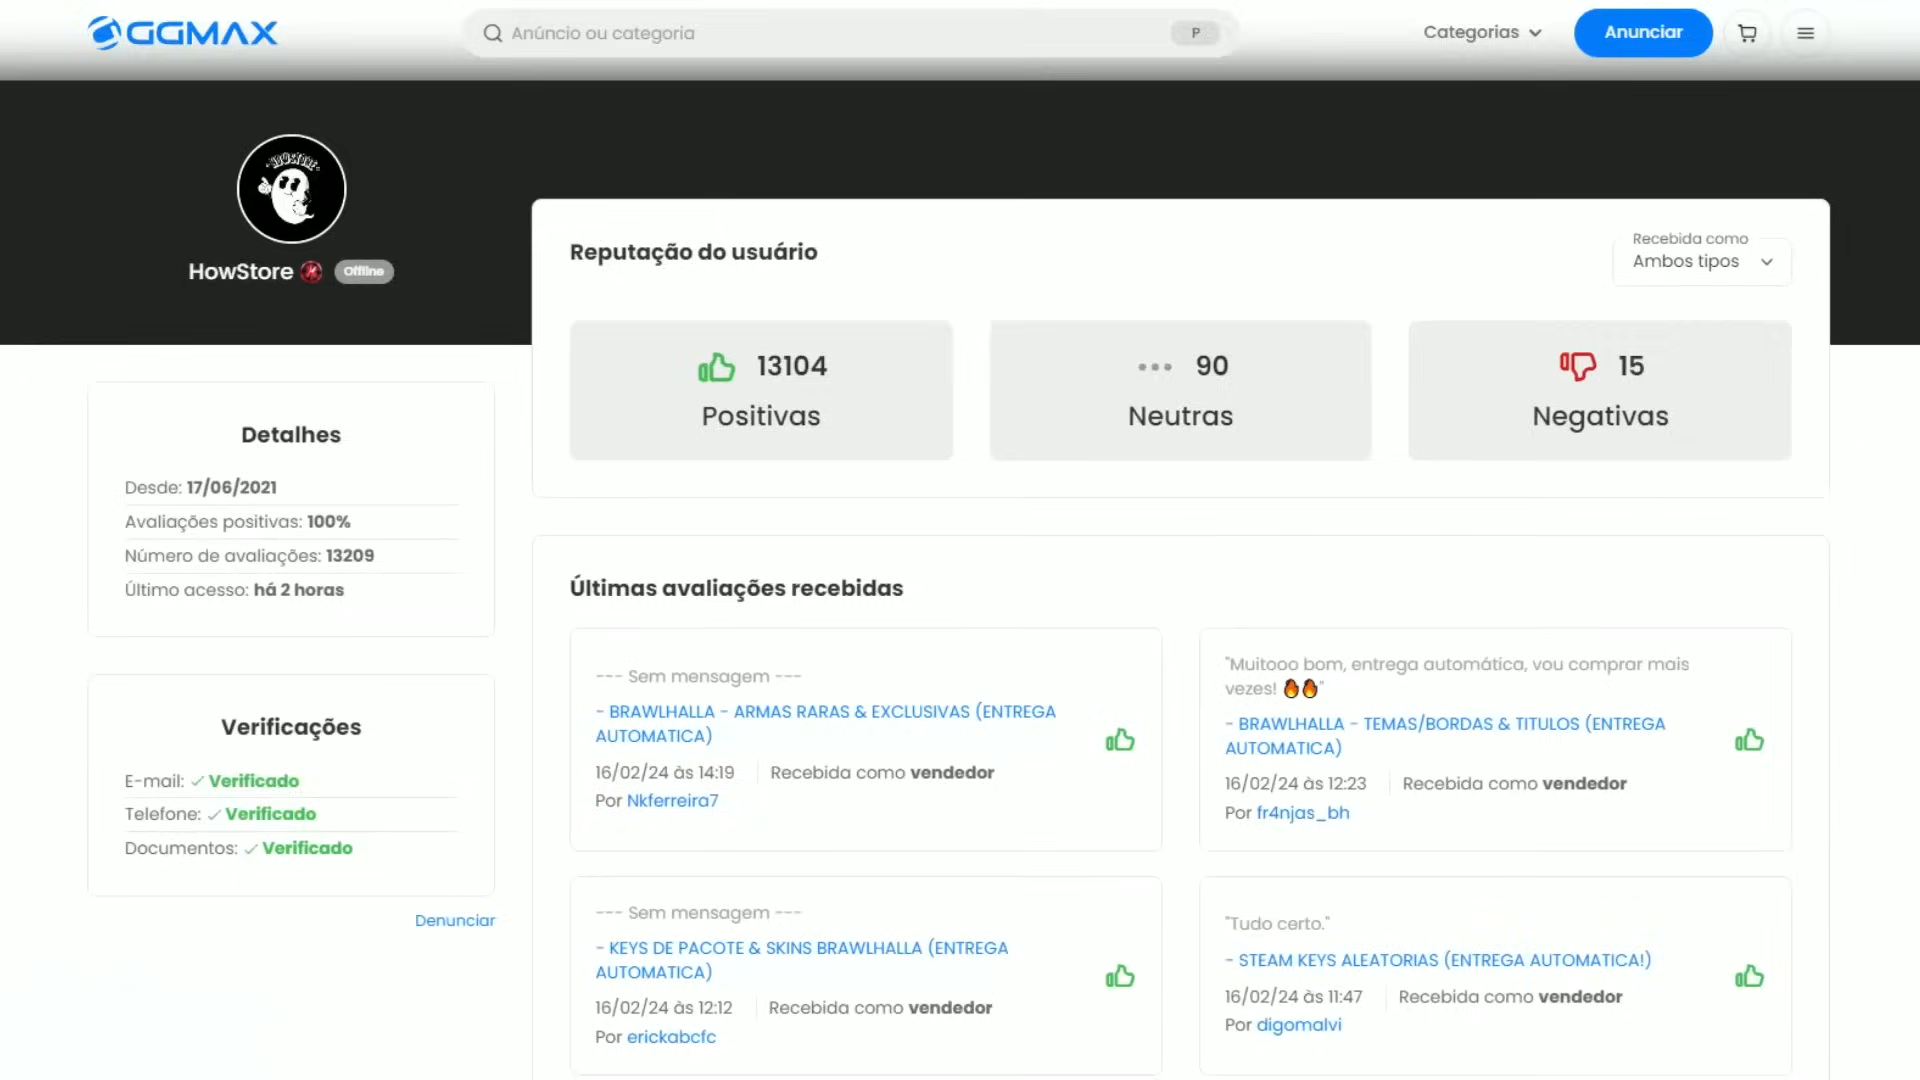 GGMAX
Anúncio ou categoria
P
Categorias
Anunciar
HOWSTORE
HowStore
Offline
Reputação do usuário
Recebida como
Ambos tipos
13104
Positivas
90
Neutras
15
Negativas
Detalhes
Desde: 17/06/2021
Avaliações positivas: 100%
Número de avaliações: 13209
Último acesso: há 2 horas
Verificações
E-mail: Verificado
Telefone: Verificado
Documentos: Verificado
Denunciar
Últimas avaliações recebidas
--- Sem mensagem ---
- BRAWLHALLA - ARMAS RARAS & EXCLUSIVAS (ENTREGA
AUTOMATICA)
16/02/24 às 14:19 Recebida como vendedor
Por Nkferreira7
"Muitooo bom, entrega automática, vou comprar mais
vezes! 🔥🔥"
- BRAWLHALLA - TEMAS/BORDAS & TITULOS (ENTREGA
AUTOMATICA)
16/02/24 às 12:23 Recebida como vendedor
Por fr4njas_bh
--- Sem mensagem ---
- KEYS DE PACOTE & SKINS BRAWLHALLA (ENTREGA
AUTOMATICA)
16/02/24 às 12:12 Recebida como vendedor
Por erickabcfc
"Tudo certo."
- STEAM KEYS ALEATORIAS (ENTREGA AUTOMATICA!)
16/02/24 às 11:47 Recebida como vendedor
Por digomalvi